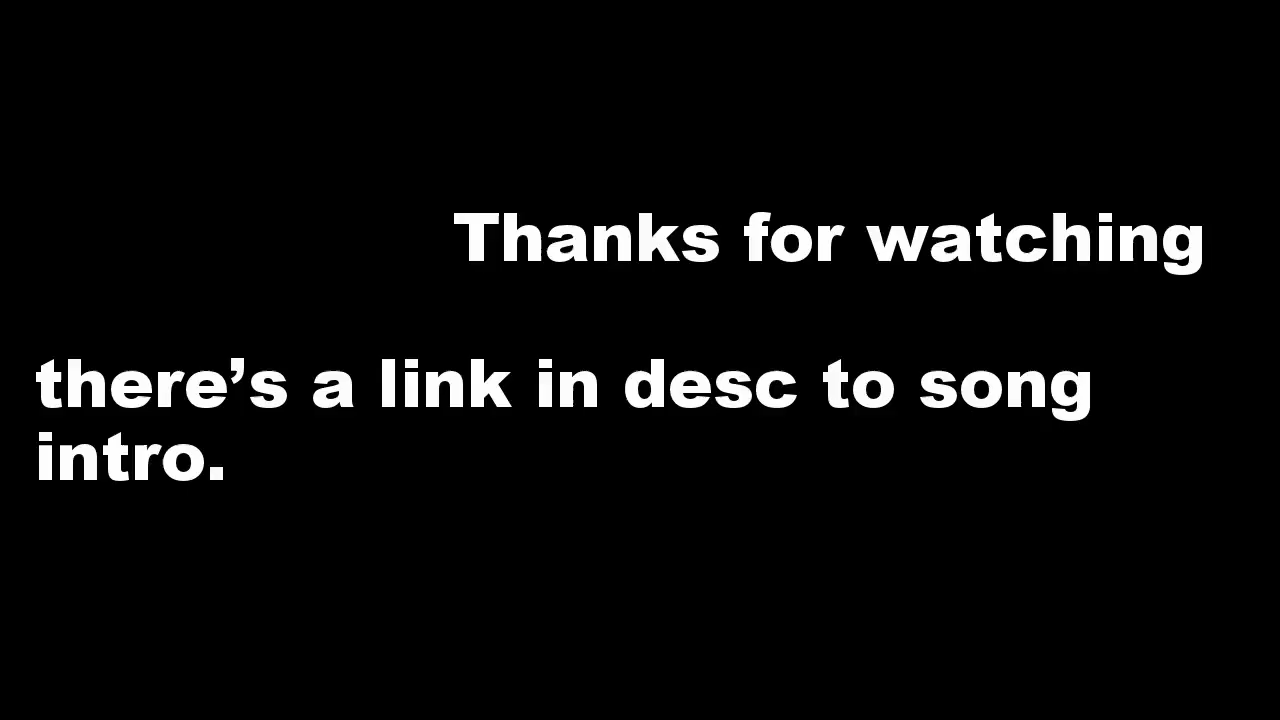 Thanks for watching
there’s a link in desc to song
intro.